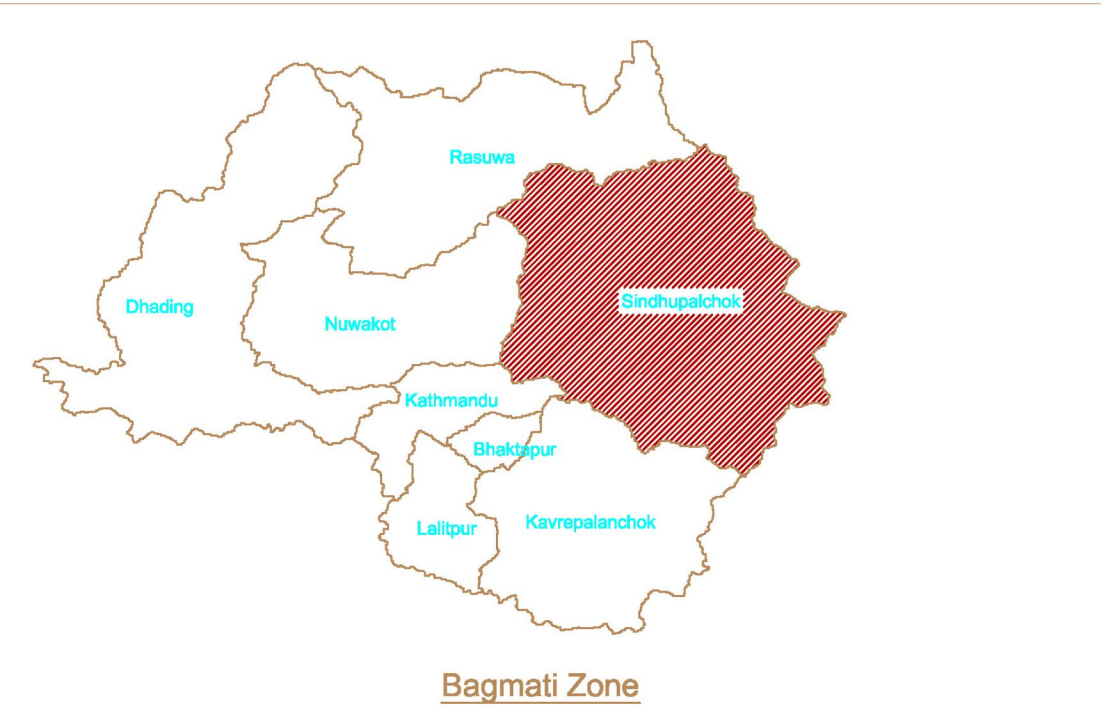 Rasuwa
Sindhupalchok
Dhading
Nuwakot
Kathmandu
Bhaktapur
Lalitpur
Kavrepalanchok
Bagmati Zone